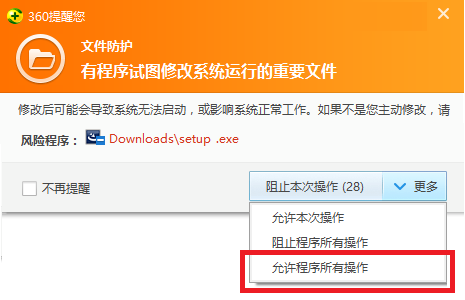 360提醒您
文件防护
有程序试图修改系统运行的重要文件
修改后可能会导致系统无法启动，或影响系统正常工作。如果不是您主动修改，请
风险程序： Downloads\setup .exe
不再提醒
阻止本次操作 (28)
更多
允许本次操作
阻止程序所有操作
允许程序所有操作